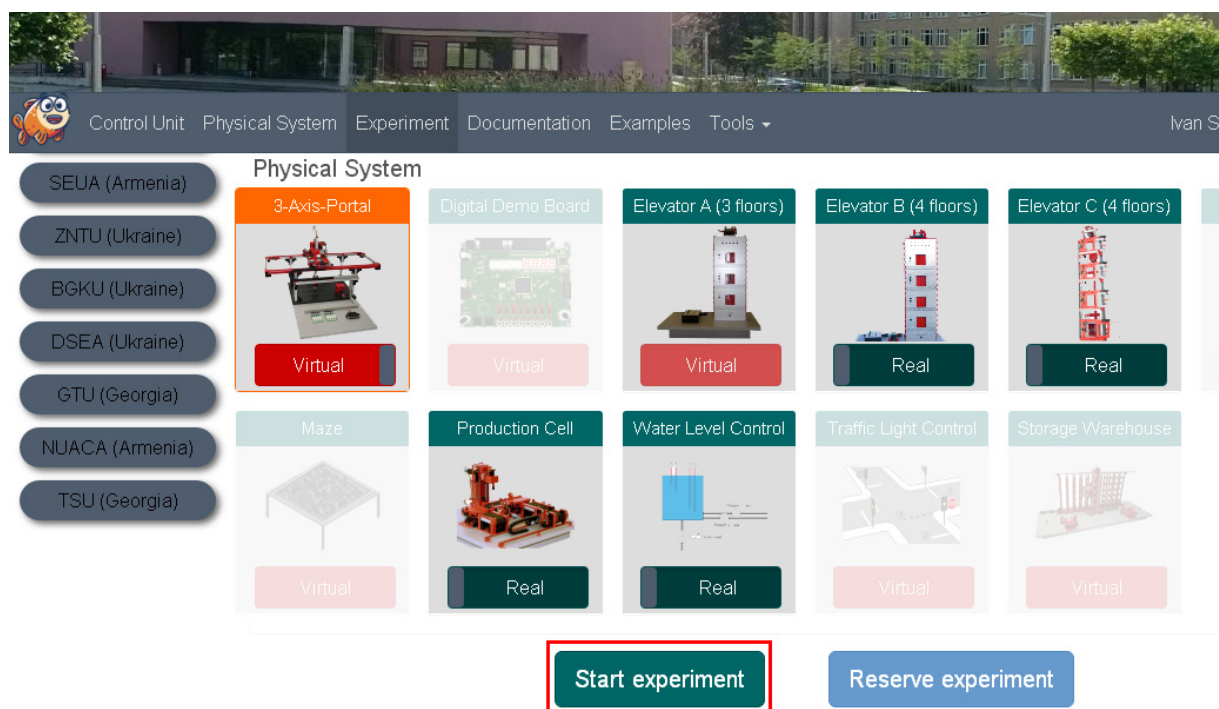 Control Unit Physical System Experiment Documentation Examples Tools Ivan S
SEUA (Armenia)
ZNTU (Ukraine)
BGKU (Ukraine)
DSEA (Ukraine)
GTU (Georgia)
NUACA (Armenia)
TSU (Georgia)
Physical System
3-Axis-Portal
Virtual
Digital Demo Board
Virtual
Elevator A (3 floors)
Virtual
Elevator B (4 floors)
Real
Elevator C (4 floors)
Real
Maze
Virtual
Production Cell
Real
Water Level Control
Real
Traffic Light Control
Virtual
Storage Warehouse
Virtual
Start experiment
Reserve experiment